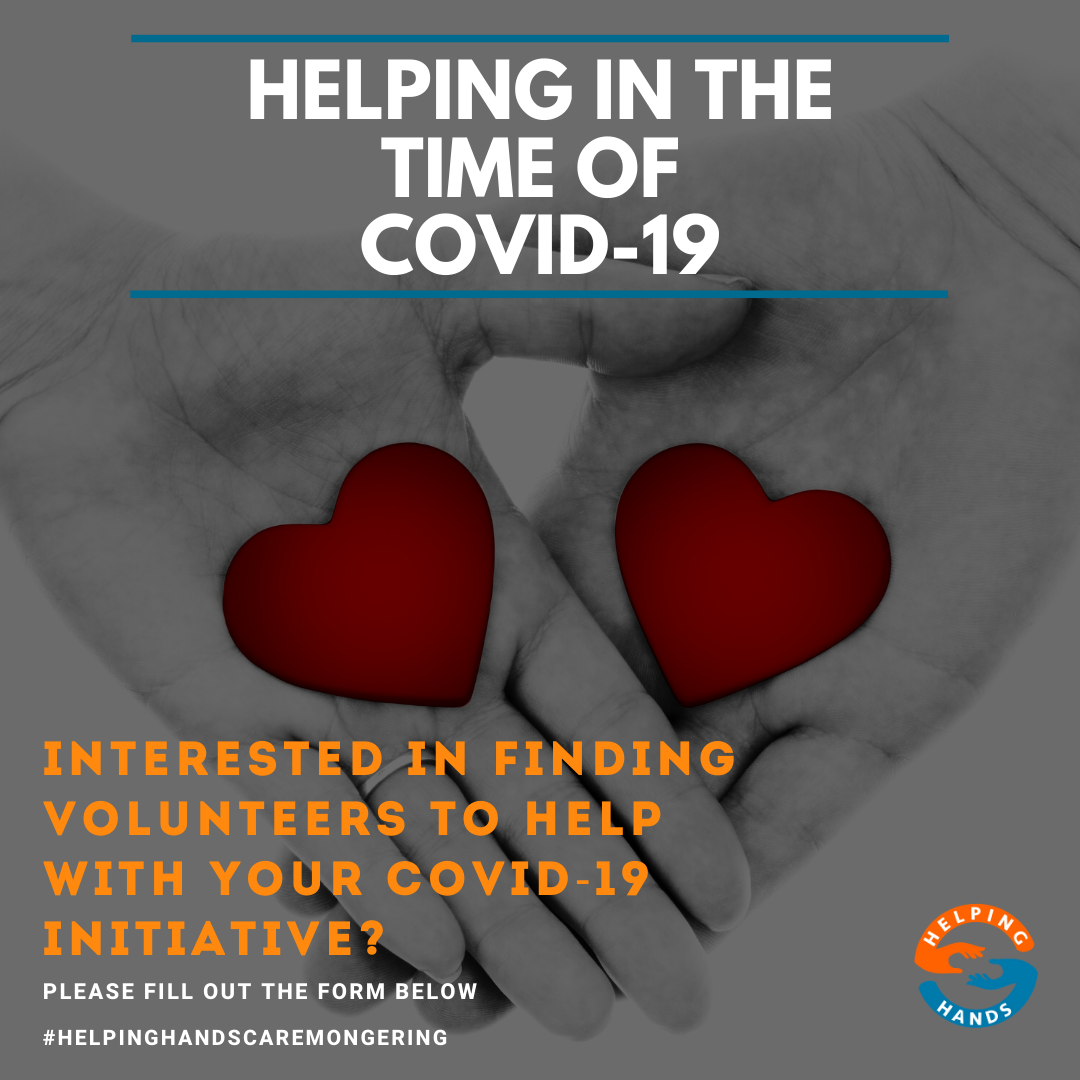 HELPING IN THE
TIME OF
COVID-19
INTERESTED IN FINDING
VOLUNTEERS TO HELP
WITH YOUR COVID-19
INITIATIVE?
PLEASE FILL OUT THE FORM BELOW
#HELPINGHANDSCAREMONGERING
HELPING
HANDS